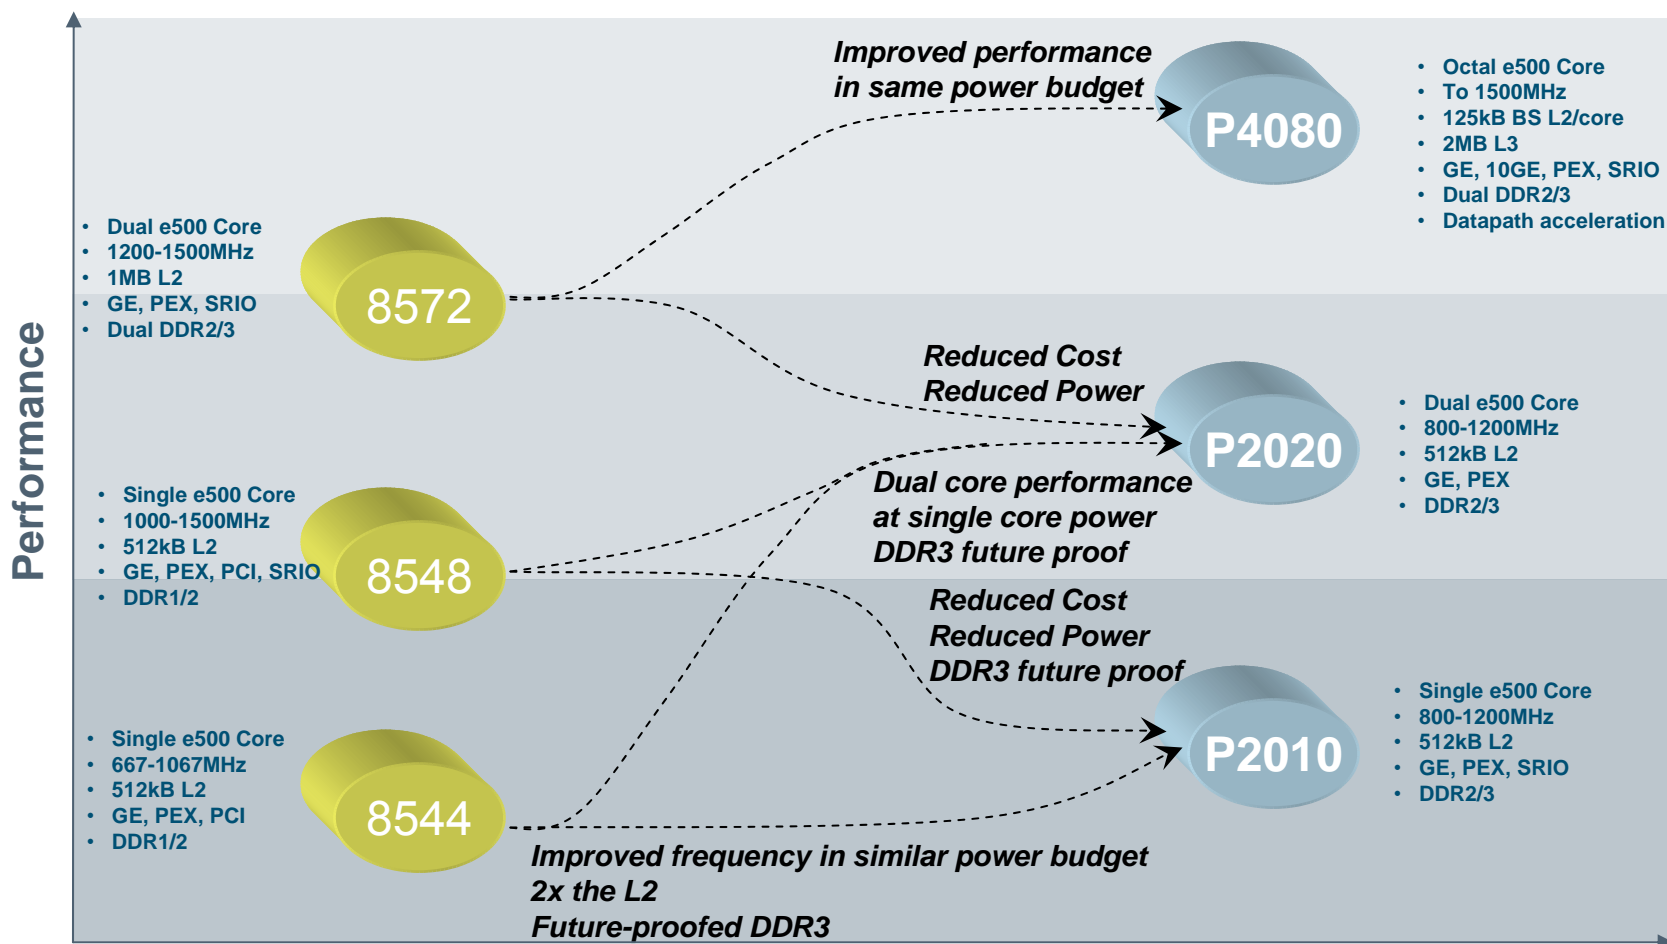 Performance
Improved performance
in same power budget
P4080
• Octal e500 Core
• To 1500MHz
• 125kB BS L2/core
• 2MB L3
• GE, 10GE, PEX, SRIO
• Dual DDR2/3
• Datapath acceleration
• Dual e500 Core
• 1200-1500MHz
• 1MB L2
• GE, PEX, SRIO
• Dual DDR2/3
8572
Reduced Cost
Reduced Power
P2020
• Dual e500 Core
• 800-1200MHz
• 512kB L2
• GE, PEX
• DDR2/3
• Single e500 Core
• 1000-1500MHz
• 512kB L2
• GE, PEX, PCI, SRIO
• DDR1/2
8548
Dual core performance
at single core power
DDR3 future proof
Reduced Cost
Reduced Power
DDR3 future proof
P2010
• Single e500 Core
• 800-1200MHz
• 512kB L2
• GE, PEX, SRIO
• DDR2/3
• Single e500 Core
• 667-1067MHz
• 512kB L2
• GE, PEX, PCI
• DDR1/2
8544
Improved frequency in similar power budget
2x the L2
Future-proofed DDR3